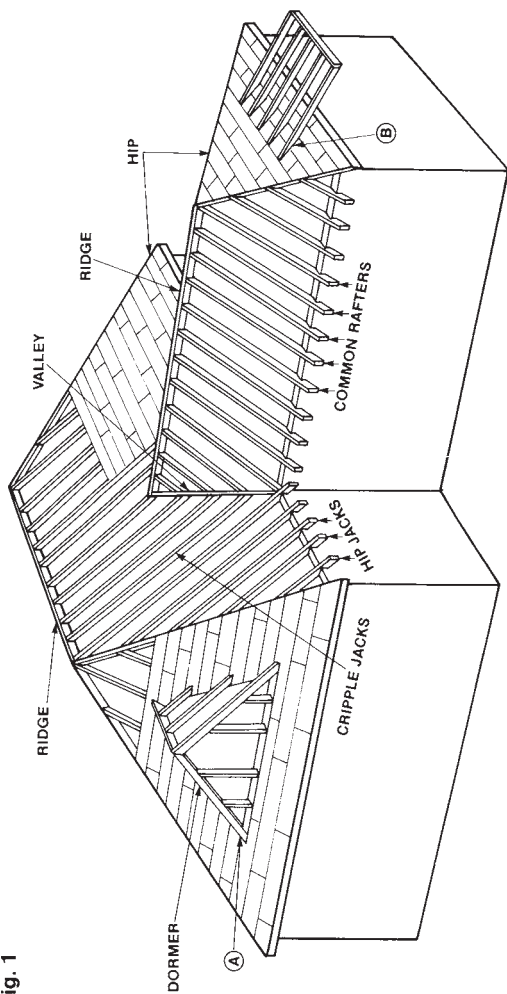 ig. 1
RIDGE
VALLEY
RIDGE
HIP
DORMER
A
CRIPPLE JACKS
HIP JACKS
COMMON RAFTERS
B